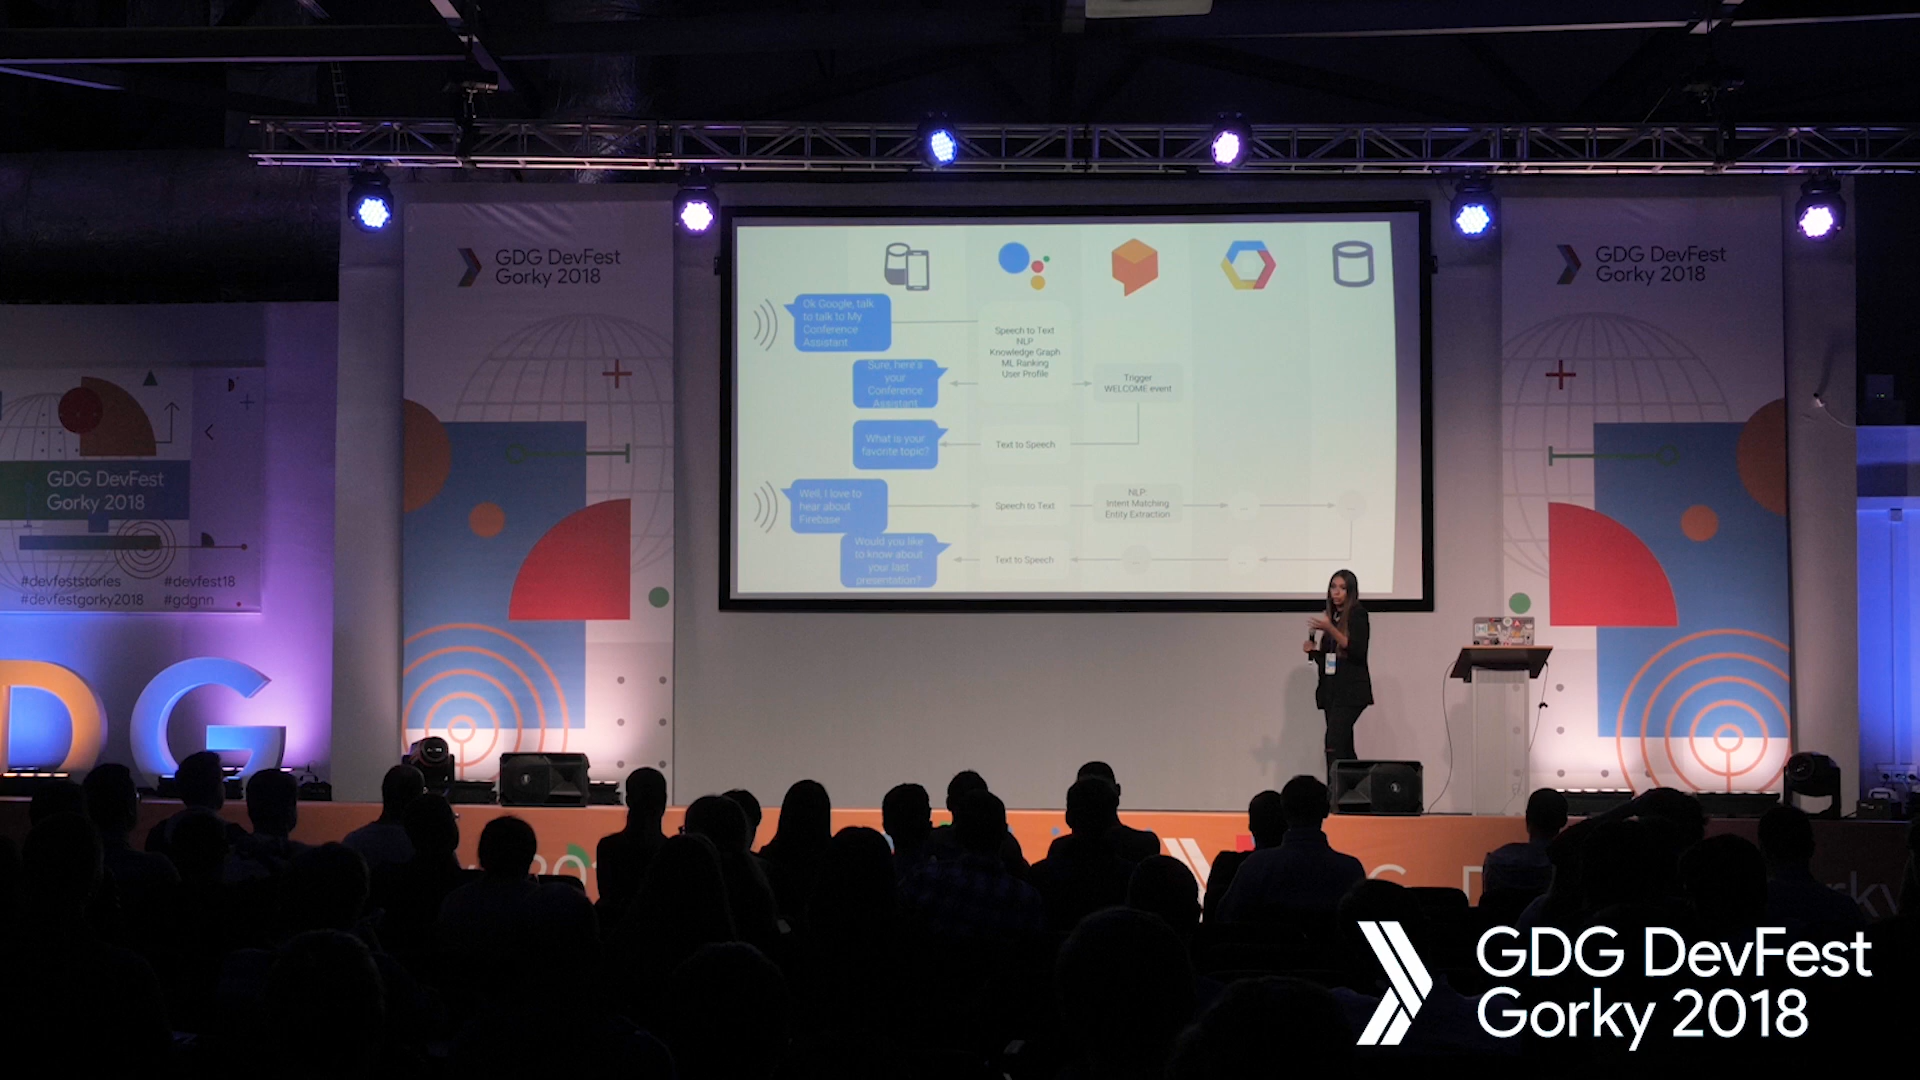 GDG DevFest
Gorky 2018
GDG DevFest
Gorky 2018
Ok Google, talk
to talk to My
Conference
Assistant
Speech to Text
NLP
Knowledge Graph
ML Ranking
User Profile
Sure, here's
your
Conference
Assistant
Trigger
WELCOME event
What is your
favorite topic?
Text to Speech
Well, I love to
hear about
Firebase
Speech to Text
NLP
Intent Matching
Entity Extraction
Would you like
to know about
your last
presentation?
Text to Speech
GDG DevFest
Gorky 2018
#devfeststories
#devfest18
#devfestgorky2018
#gdgnn
DG
GDG DevFest
Gorky 2018